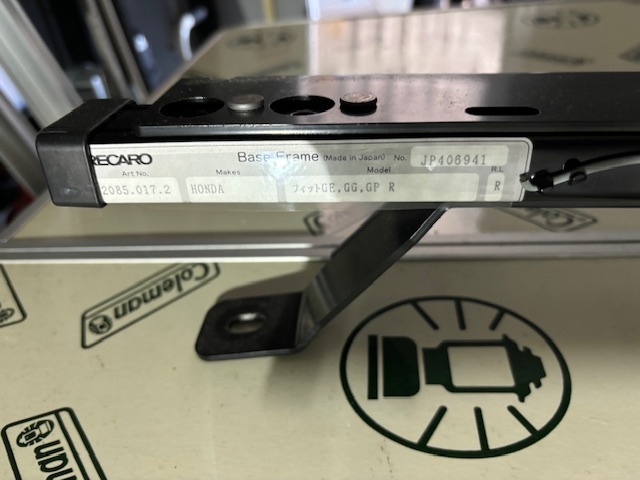 RECARO Base Frame (Made in Japan) No. JP406941
Art No. Makes Model R.L
2085.017.2 HONDA フィットGE,GG,GP R R
Coleman
Coleman